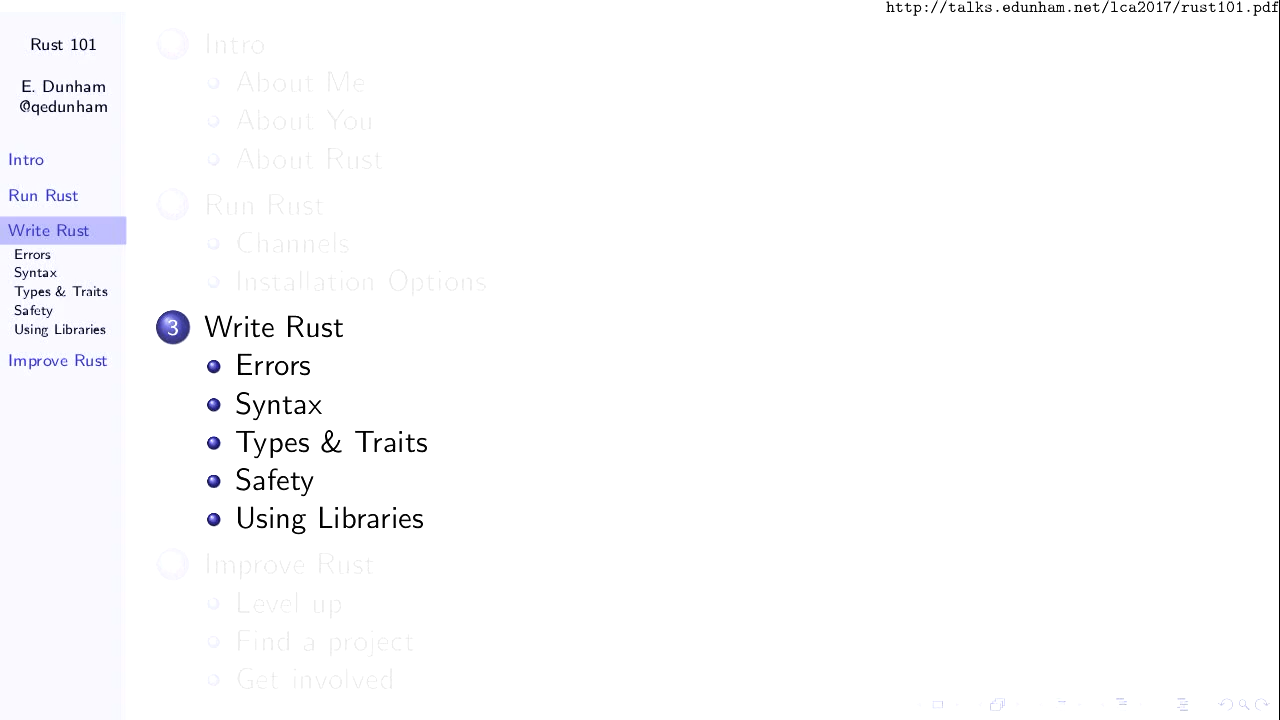 http://talks.edunham.net/lca2017/rust101.pdf
Rust 101
E. Dunham
@qedunham
Intro
Run Rust
Write Rust
Errors
Syntax
Types & Traits
Safety
Using Libraries
Improve Rust
Intro
About Me
About You
About Rust
Run Rust
Channels
Installation Options
3 Write Rust
Errors
Syntax
Types & Traits
Safety
Using Libraries
Improve Rust
Level up
Find a project
Get involved